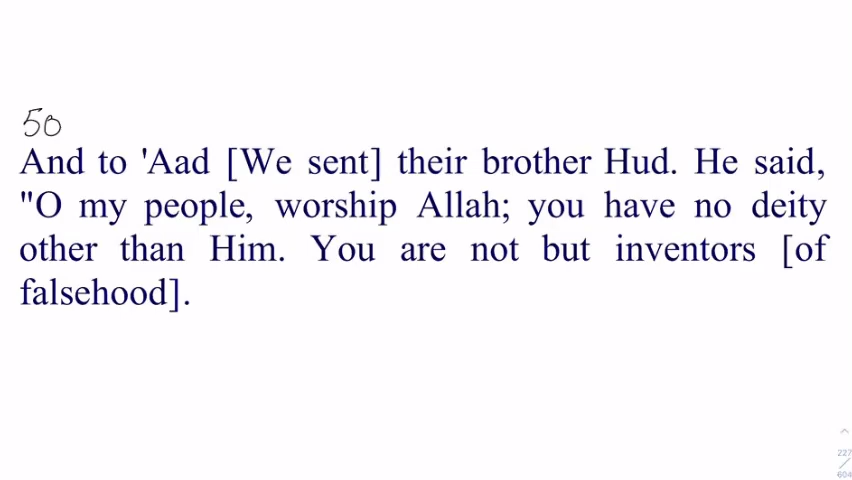 50
And to 'Aad [We sent] their brother Hud. He said,
"O my people, worship Allah; you have no deity
other than Him. You are not but inventors [of
falsehood].
227
/
604